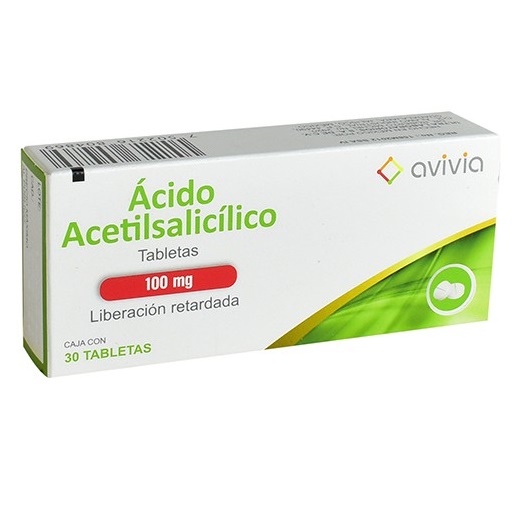 avivia
Ácido
Acetilsalicílico
Tabletas
100 mg
Liberación retardada
CAJA CON
30 TABLETAS